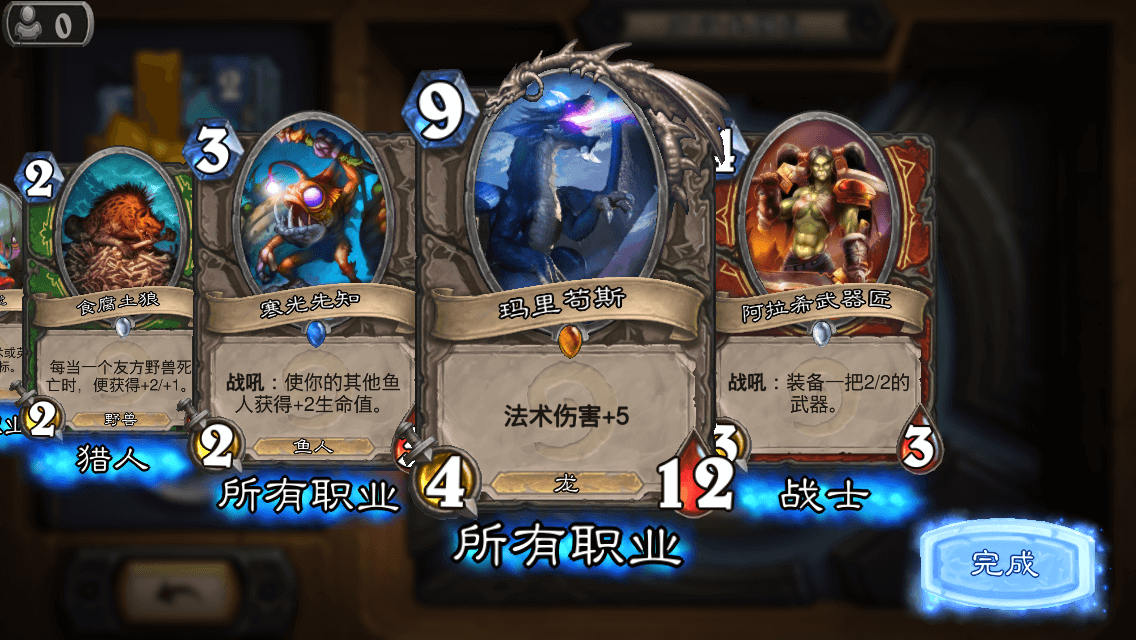 0
2
食腐土狼
每当一个友方野兽死
亡时，便获得+2/+1。
野兽
2
猎人
3
寒光先知
战吼：使你的其他鱼
人获得+2生命值。
鱼人
2
所有职业
9
玛里苟斯
法术伤害+5
龙
4
12
所有职业
4
阿拉希武器匠
战吼：装备一把2/2的
武器。
3
3
战士
完成